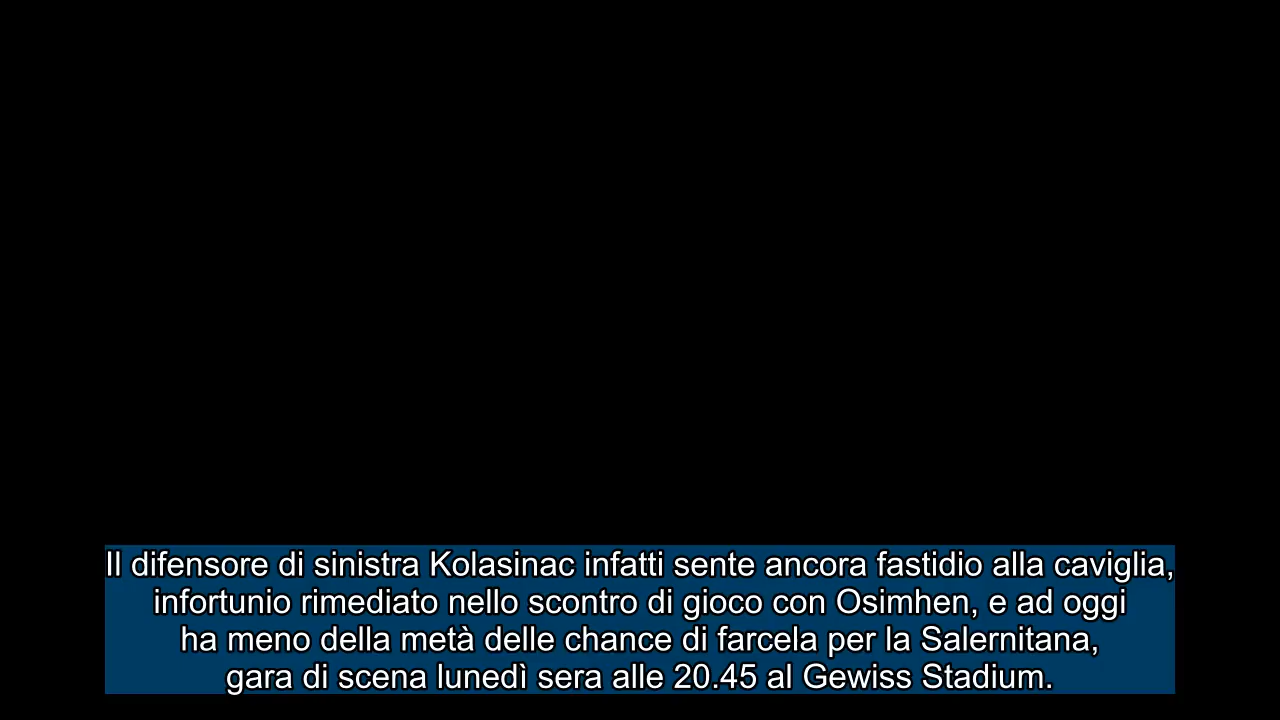 Il difensore di sinistra Kolasinac infatti sente ancora fastidio alla caviglia,
infortunio rimediato nello scontro di gioco con Osimhen, e ad oggi
ha meno della metà delle chance di farcela per la Salernitana,
gara di scena lunedì sera alle 20.45 al Gewiss Stadium.